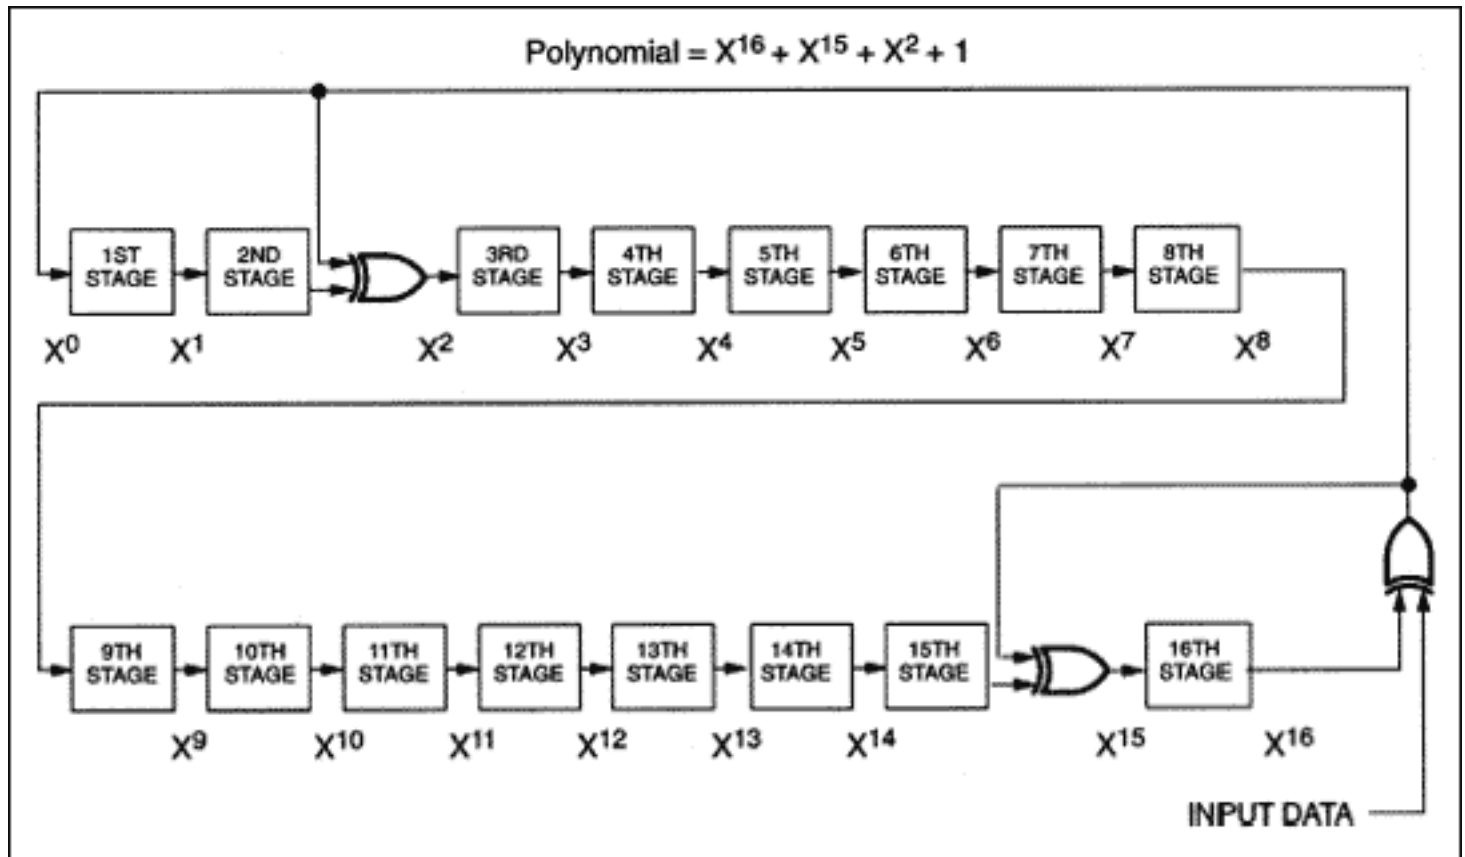 Polynomial = X¹⁶ + X¹⁵ + X² + 1
1ST STAGE
2ND STAGE
3RD STAGE
4TH STAGE
5TH STAGE
6TH STAGE
7TH STAGE
8TH STAGE
X⁰ X¹ X² X³ X⁴ X⁵ X⁶ X⁷ X⁸
9TH STAGE
10TH STAGE
11TH STAGE
12TH STAGE
13TH STAGE
14TH STAGE
15TH STAGE
16TH STAGE
X⁹ X¹⁰ X¹¹ X¹² X¹³ X¹⁴ X¹⁵ X¹⁶
INPUT DATA